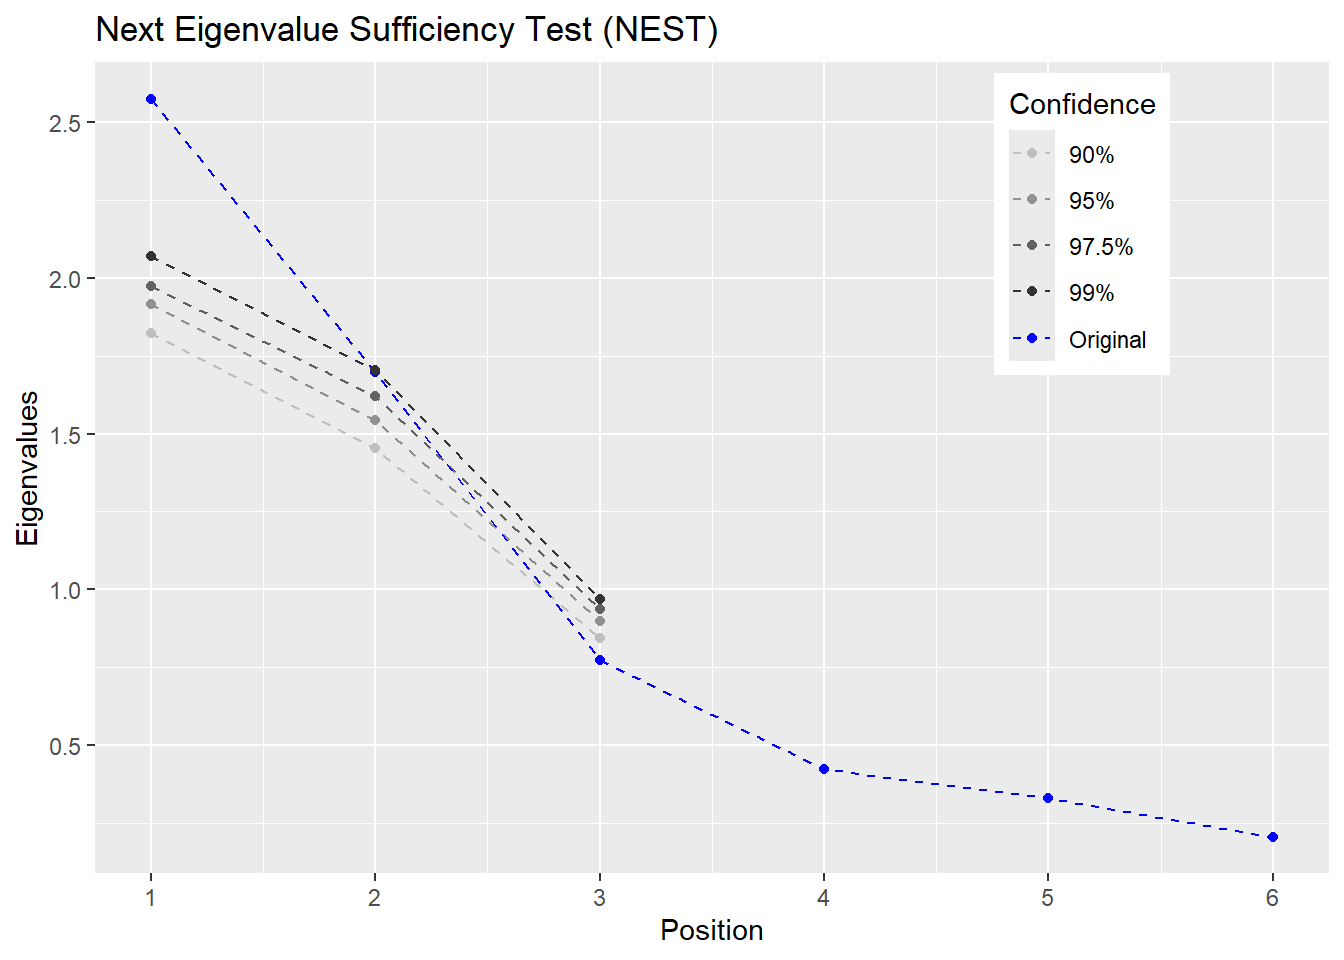 Next Eigenvalue Sufficiency Test (NEST)
Confidence
90%
95%
97.5%
99%
Original
Eigenvalues
2.5
2.0
1.5
1.0
0.5
1 2 3 4 5 6
Position